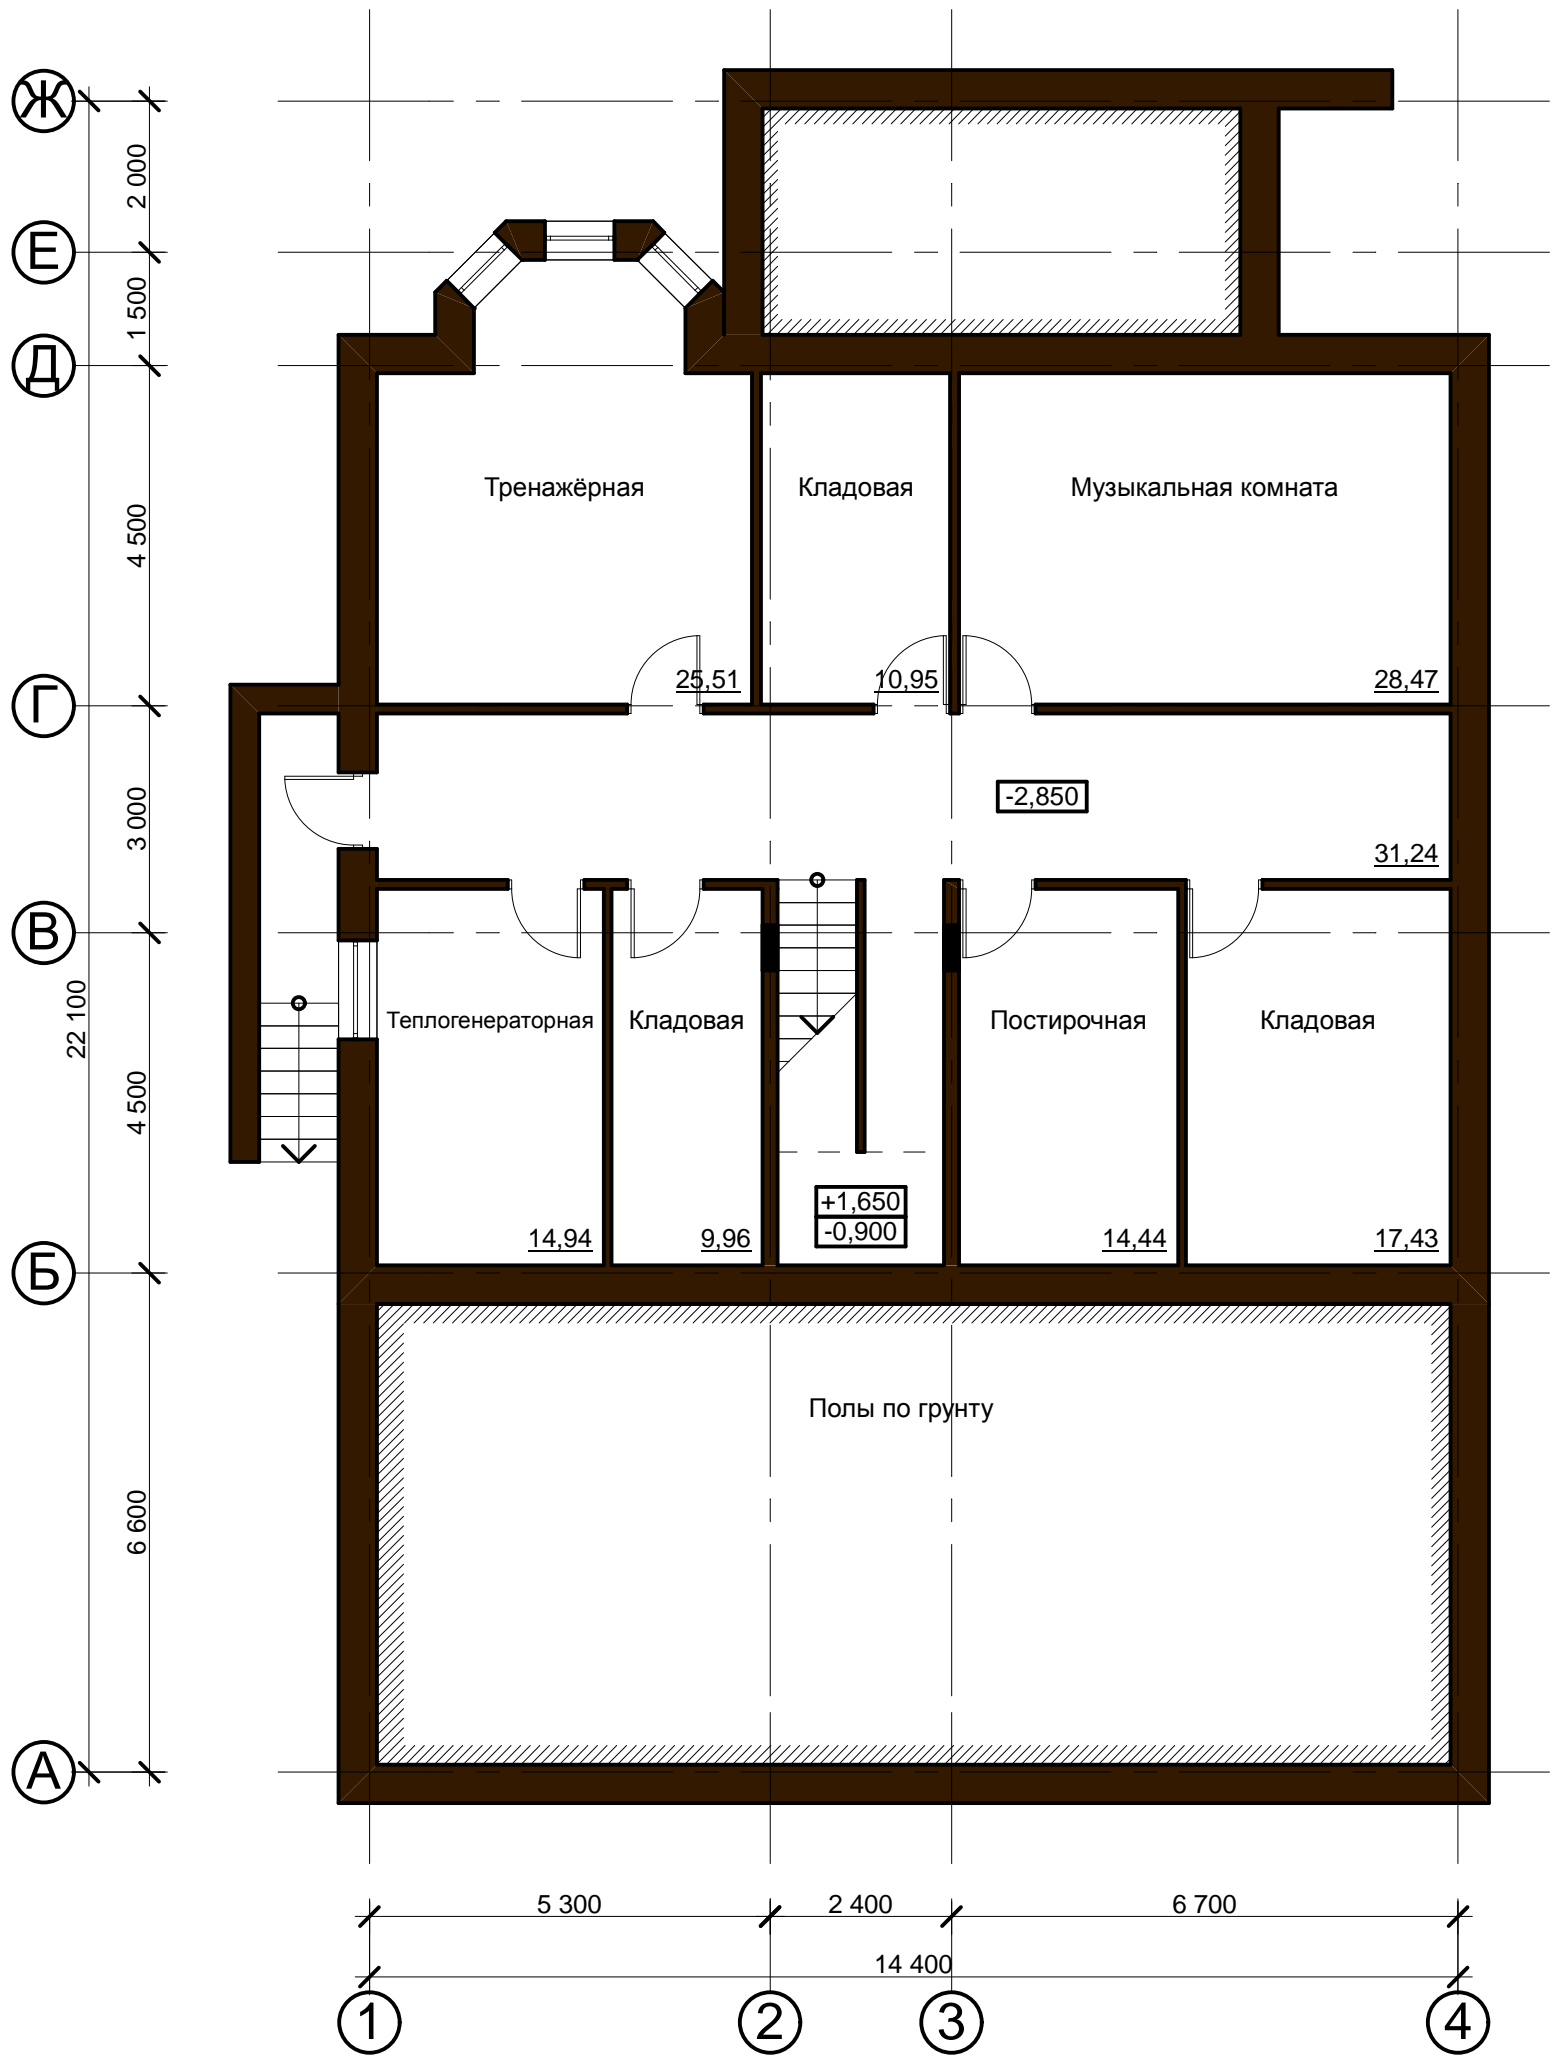 Ж
2 000
Е
1 500
Д
Тренажёрная
Кладовая
Музыкальная комната
4 500
25,51
10,95
28,47
Г
-2,850
3 000
31,24
В
22 100
Теплогенераторная
Кладовая
Постирочная
Кладовая
4 500
+1,650
-0,900
14,94
9,96
14,44
17,43
Б
Полы по грунту
6 600
А
5 300
2 400
6 700
14 400
1
2
3
4